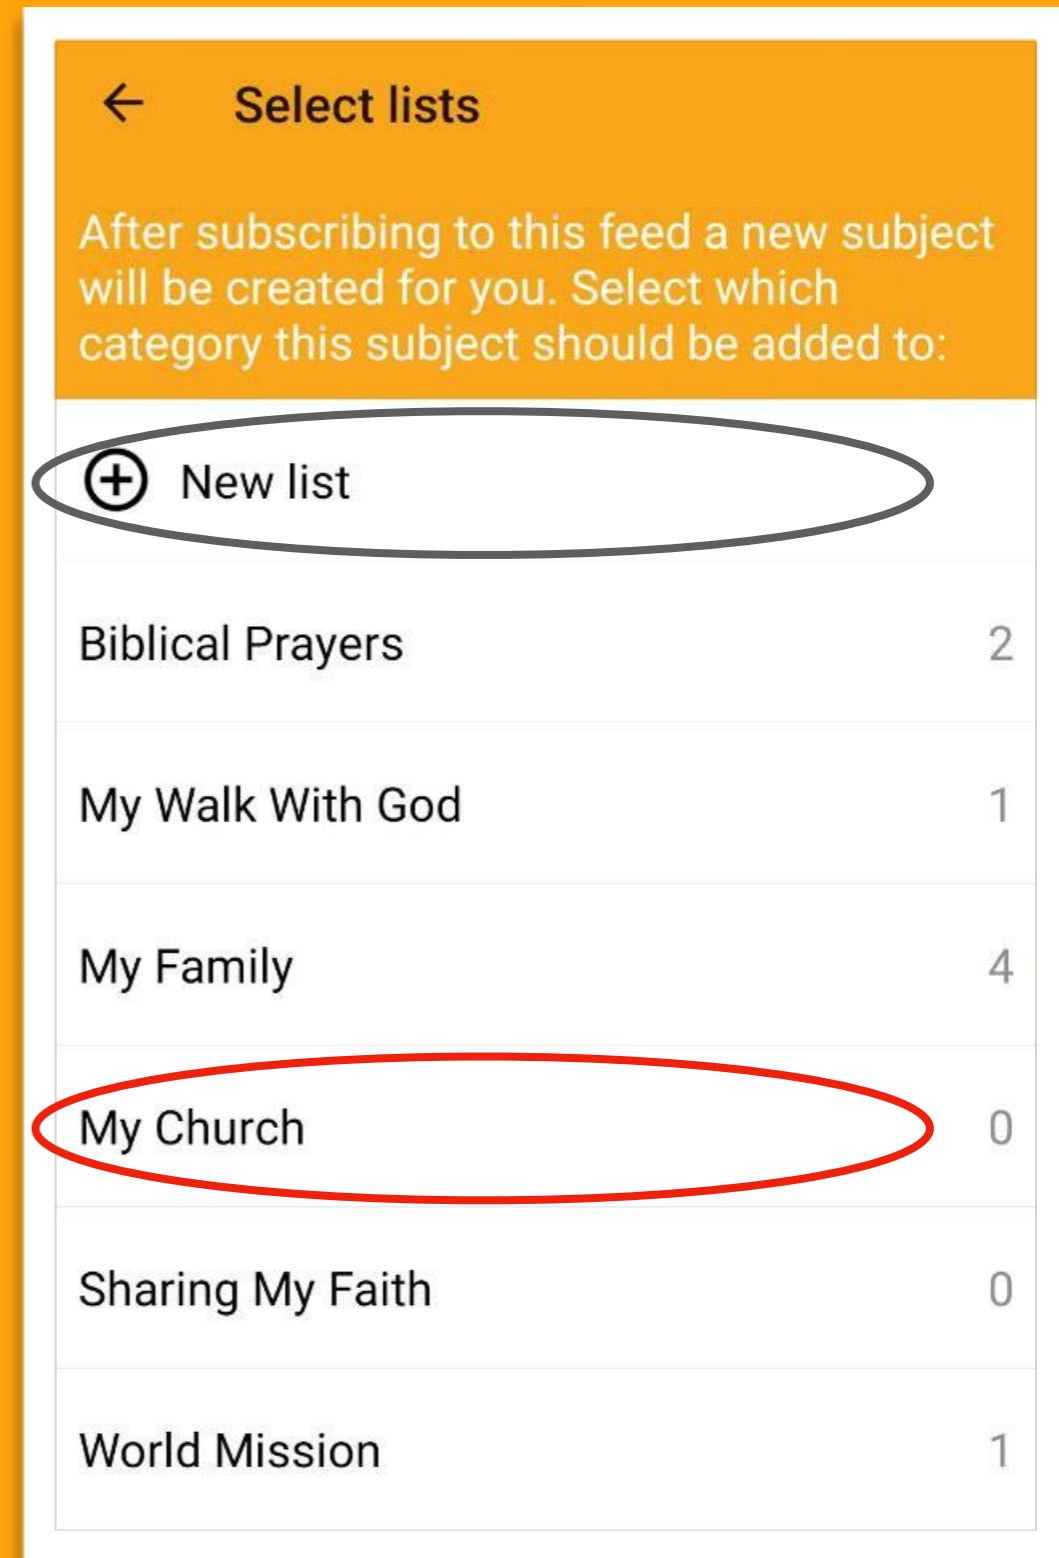 Select lists
After subscribing to this feed a new subject
will be created for you. Select which
category this subject should be added to:
New list
Biblical Prayers 2
My Walk With God 1
My Family 4
My Church 0
Sharing My Faith 0
World Mission 1